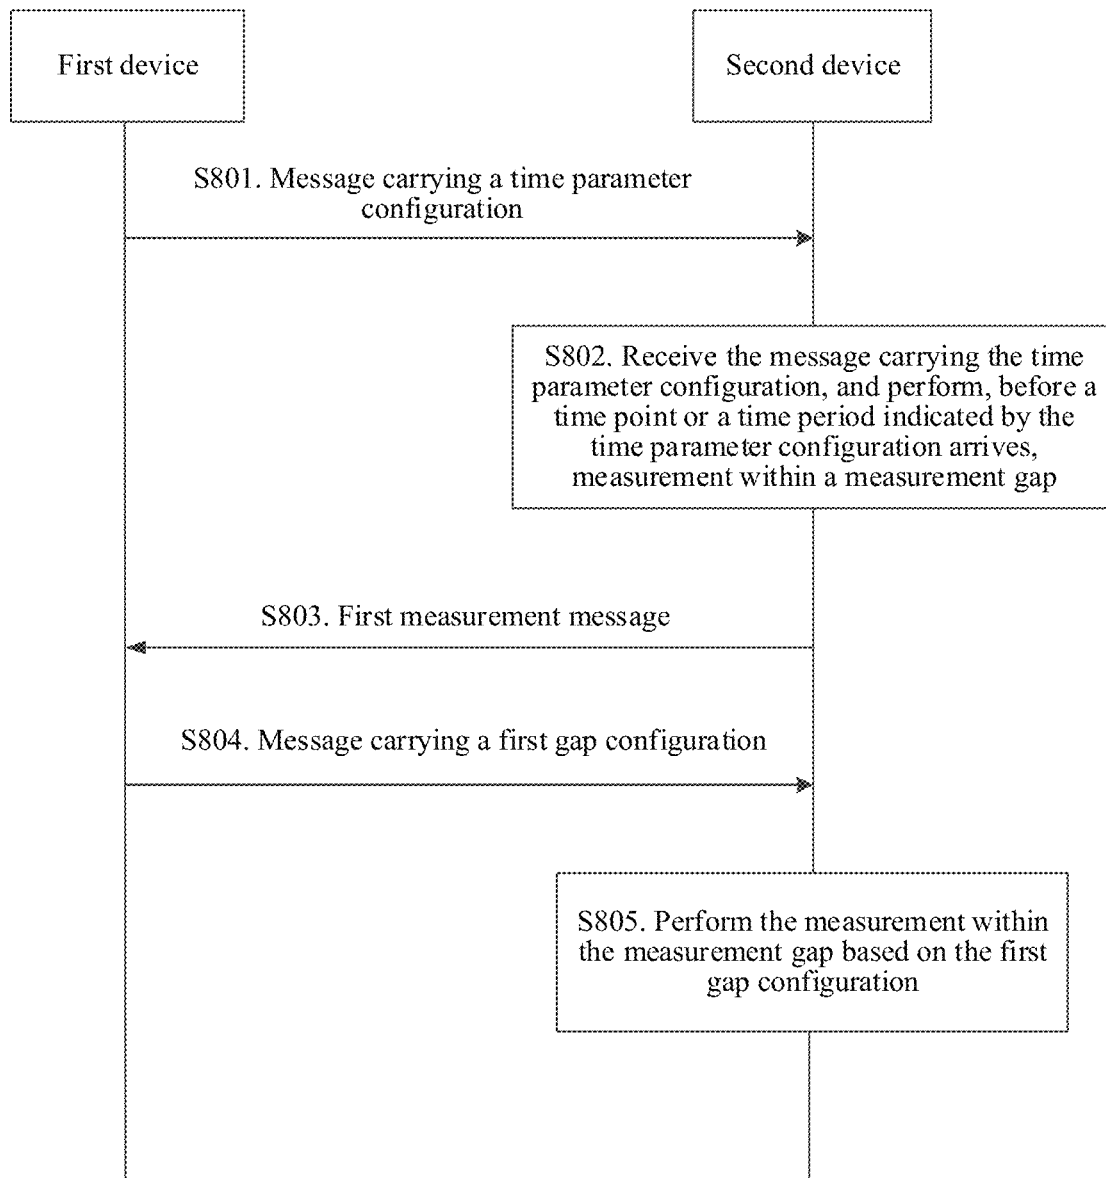 First device
Second device
S801. Message carrying a time parameter
configuration
S802. Receive the message carrying the time
parameter configuration, and perform, before a
time point or a time period indicated by the
time parameter configuration arrives,
measurement within a measurement gap
S803. First measurement message
S804. Message carrying a first gap configuration
S805. Perform the measurement within
the measurement gap based on the first
gap configuration